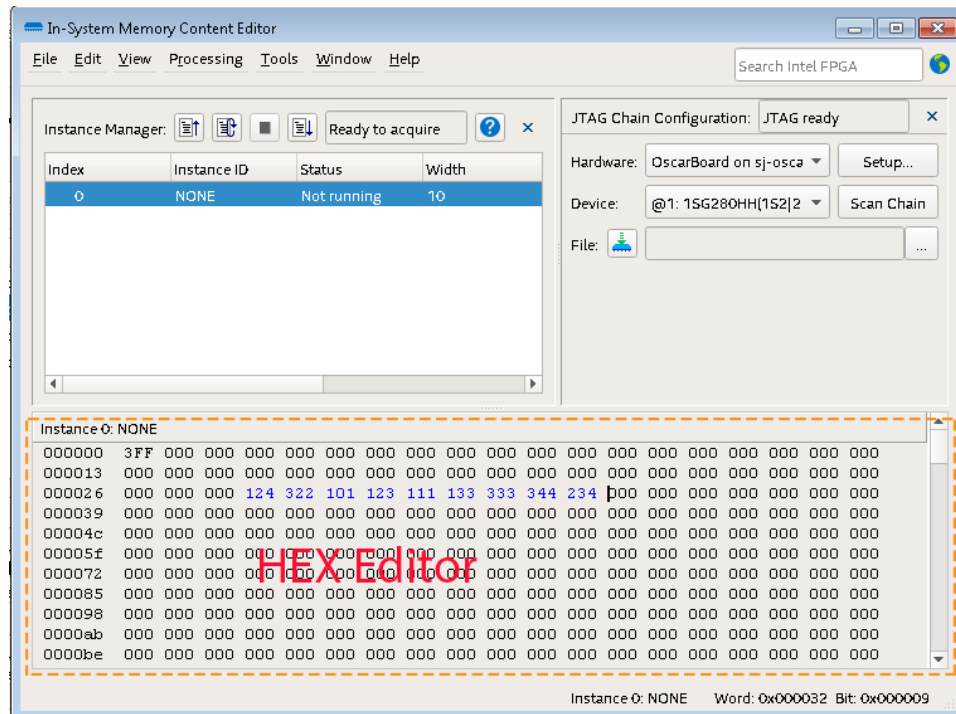 In-System Memory Content Editor
File Edit View Processing Tools Window Help
Search Intel FPGA
Instance Manager: Ready to acquire
Index Instance ID Status Width
0 NONE Not running 10
JTAG Chain Configuration: JTAG ready
Hardware: OscarBoard on sj-osca Setup...
Device: @1: 1SG280HH(1S2|2 Scan Chain
File: ...
Instance 0: NONE
000000 3FF 000 000 000 000 000 000 000 000 000 000 000 000 000 000 000 000 000 000
000013 000 000 000 000 000 000 000 000 000 000 000 000 000 000 000 000 000 000 000
000026 000 000 000 124 322 101 123 111 133 333 344 234 000 000 000 000 000 000 000
000039 000 000 000 000 000 000 000 000 000 000 000 000 000 000 000 000 000 000 000
00004c 000 000 000 000 000 000 000 000 000 000 000 000 000 000 000 000 000 000 000
00005f 000 000 000 000 000 000 000 000 000 000 000 000 000 000 000 000 000 000 000
000072 000 000 000 000 000 000 000 000 000 000 000 000 000 000 000 000 000 000 000
HEX Editor
000085 000 000 000 000 000 000 000 000 000 000 000 000 000 000 000 000 000 000 000
000098 000 000 000 000 000 000 000 000 000 000 000 000 000 000 000 000 000 000 000
0000ab 000 000 000 000 000 000 000 000 000 000 000 000 000 000 000 000 000 000 000
0000be 000 000 000 000 000 000 000 000 000 000 000 000 000 000 000 000 000 000 000
Instance 0: NONE Word: 0x000032 Bit: 0x000009